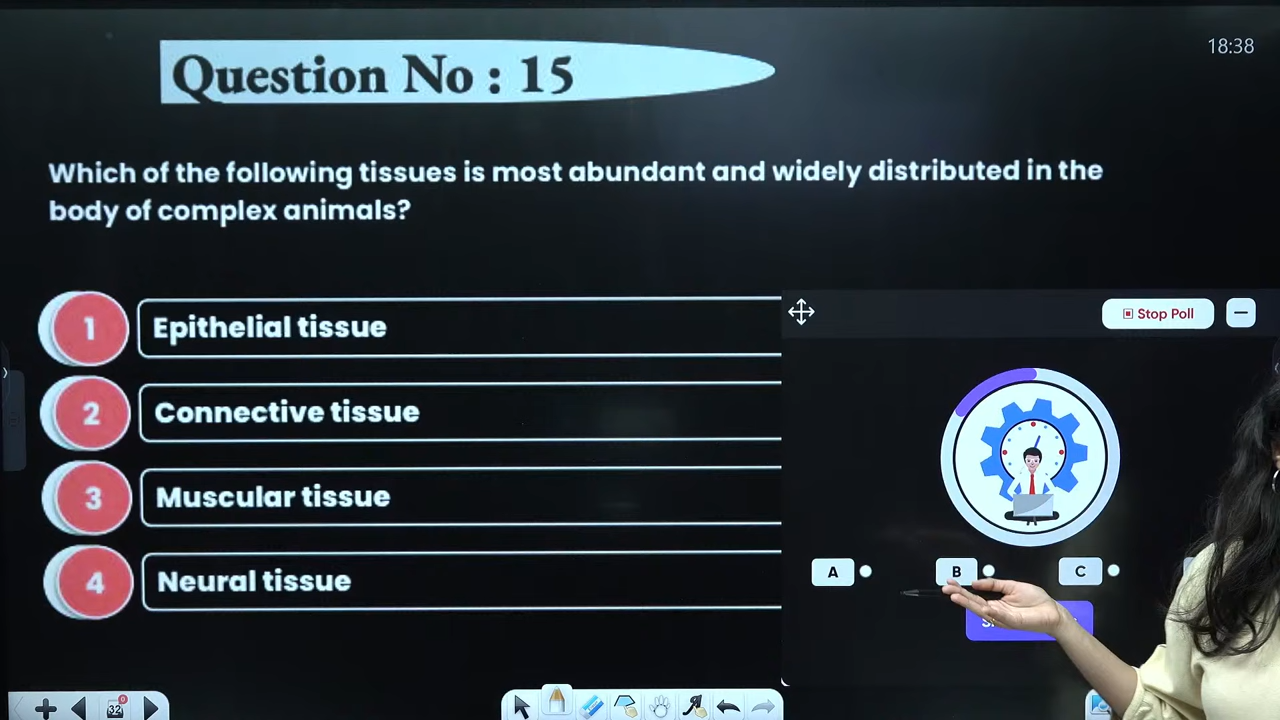 18:38
Question No : 15
Which of the following tissues is most abundant and widely distributed in the
body of complex animals?
1 Epithelial tissue
Stop Poll
2 Connective tissue
3 Muscular tissue
A
B
C
4 Neural tissue
32
0